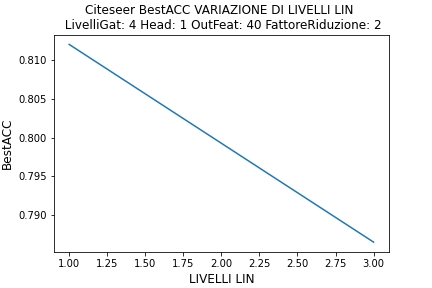 Citeseer BestACC VARIAZIONE DI LIVELLI LIN
LivelliGat: 4 Head: 1 OutFeat: 40 FattoreRiduzione: 2
BestACC
0.810
0.805
0.800
0.795
0.790
1.00 1.25 1.50 1.75 2.00 2.25 2.50 2.75 3.00
LIVELLI LIN